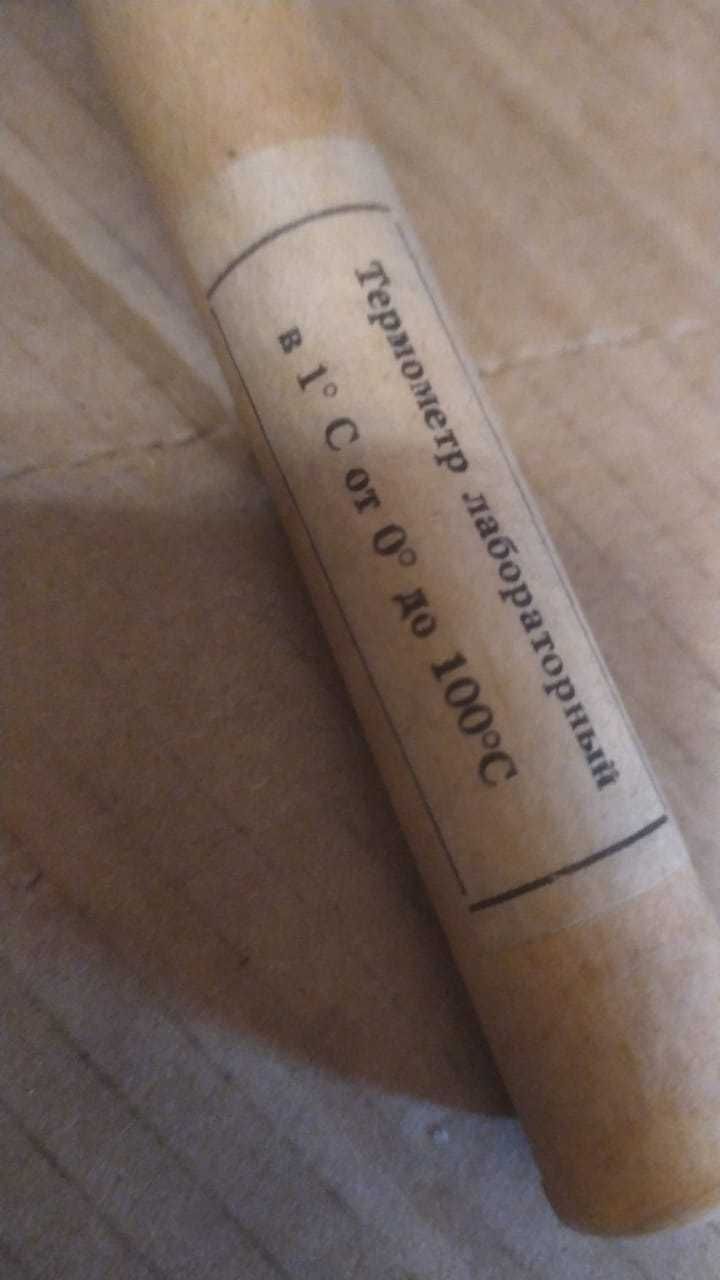 Термометр лабораторный
в 1° С от 0° до 100°С